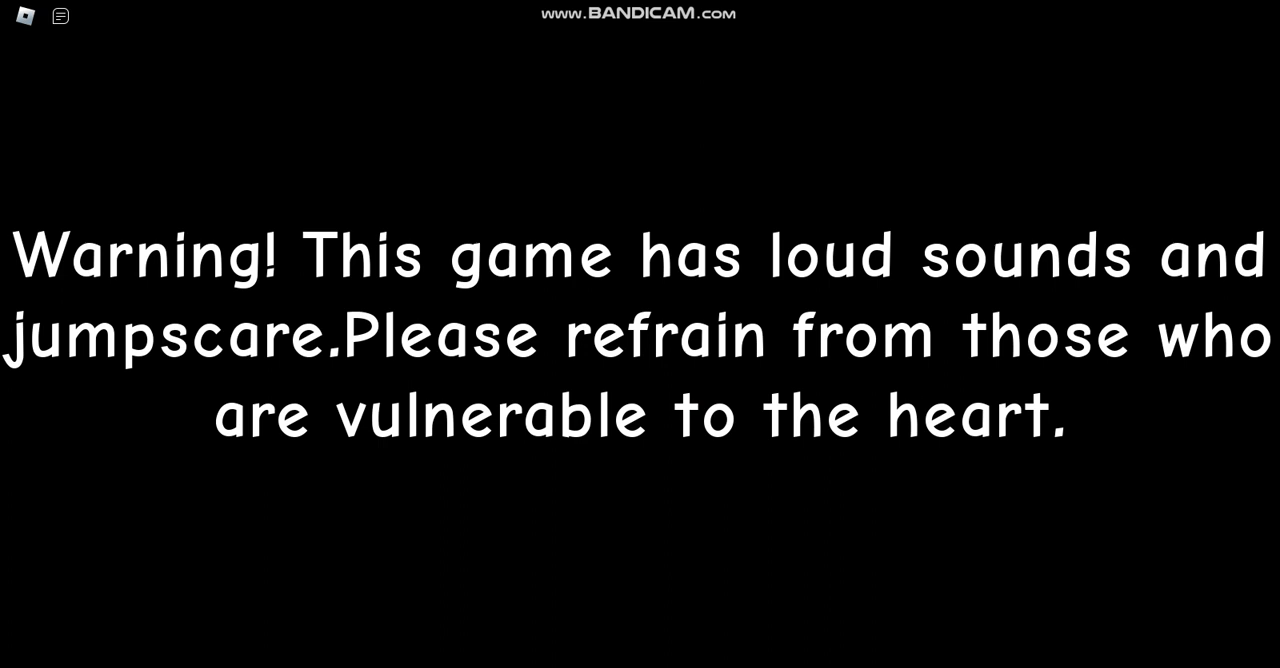 www.BANDICAM.com
Warning! This game has loud sounds and
jumpscare.Please refrain from those who
are vulnerable to the heart.